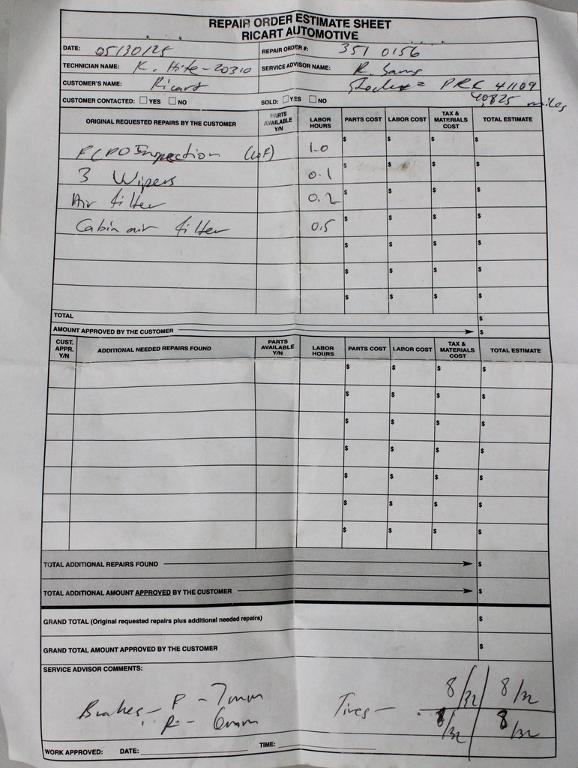 REPAIR ORDER ESTIMATE SHEET
RICART AUTOMOTIVE
DATE: 05/30/25 REPAIR ORDER #: 351 0156
TECHNICIAN NAME: K. Hite-20310 SERVICE ADVISOR NAME: R. Sams
CUSTOMER'S NAME: Ricart PRK 41109
CUSTOMER CONTACTED: YES NO SOLD: YES NO 40825 miles
ORIGINAL REQUESTED REPAIRS BY THE CUSTOMER PARTS AVAILABLE Y/N LABOR HOURS PARTS COST LABOR COST TAX & MATERIALS COST TOTAL ESTIMATE
FCPO Inspection (LOF) 1.0 $ $ $ $
3 Wipers 0.1 $ $ $ $
Air filter 0.2 $ $ $ $
Cabin air filter 0.5 $ $ $ $
$ $ $ $
$ $ $ $
$ $ $ $
TOTAL $
AMOUNT APPROVED BY THE CUSTOMER $
CUST. APPR. Y/N ADDITIONAL NEEDED REPAIRS FOUND PARTS AVAILABLE Y/N LABOR HOURS PARTS COST LABOR COST TAX & MATERIALS COST TOTAL ESTIMATE
$ $ $ $
$ $ $ $
$ $ $ $
$ $ $ $
$ $ $ $
$ $ $ $
$ $ $ $
TOTAL ADDITIONAL REPAIRS FOUND $
TOTAL ADDITIONAL AMOUNT APPROVED BY THE CUSTOMER $
GRAND TOTAL (Original requested repairs plus additional needed repairs) $
GRAND TOTAL AMOUNT APPROVED BY THE CUSTOMER $
SERVICE ADVISOR COMMENTS:
Brakes - F - 7mm Tires - 8/32 8/32
" R - 6mm 8/32 8/32
WORK APPROVED: DATE: TIME: